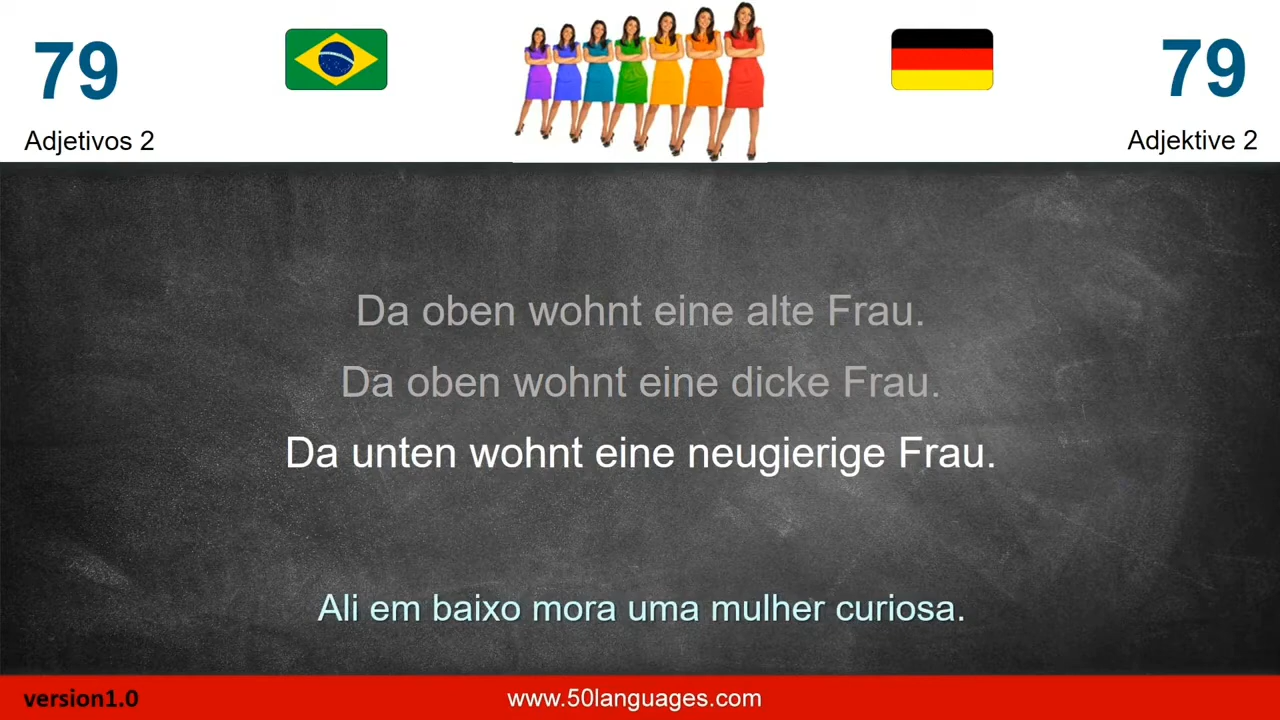 79
79
Adjetivos 2
Adjektive 2
Da oben wohnt eine alte Frau.
Da oben wohnt eine dicke Frau.
Da unten wohnt eine neugierige Frau.
Ali em baixo mora uma mulher curiosa.
version1.0
www.50languages.com